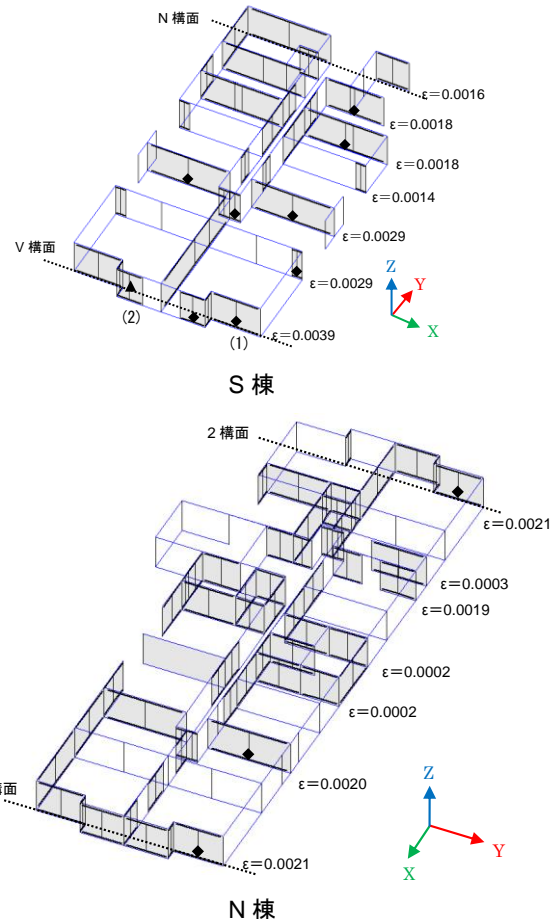 N 構面
ε＝0.0016
ε＝0.0018
ε＝0.0018
ε＝0.0014
ε＝0.0029
V 構面
ε＝0.0029
(2)
(1)
ε＝0.0039
Z
Y
X
S 棟
2 構面
ε＝0.0021
ε＝0.0003
ε＝0.0019
ε＝0.0002
ε＝0.0002
ε＝0.0020
構面
ε＝0.0021
Z
Y
X
N 棟